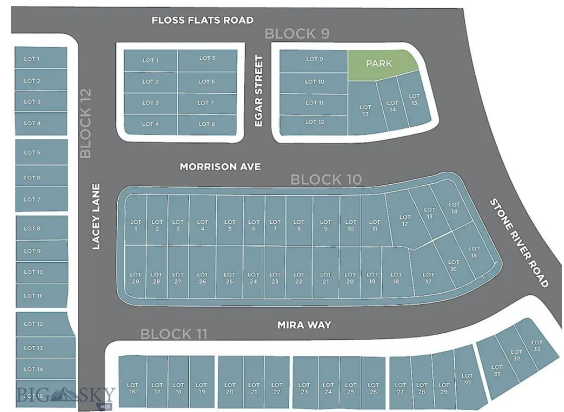 FLOSS FLATS ROAD
BLOCK 9
LOT 1
LOT 2
LOT 3
LOT 4
LOT 5
LOT 6
LOT 7
LOT 8
LOT 9
LOT 10
LOT 11
LOT 12
LOT 13
LOT 14
LOT 15
PARK
EGAR STREET
BLOCK 12
LOT 1
LOT 2
LOT 3
LOT 4
LOT 5
LOT 6
LOT 7
LOT 8
LOT 9
LOT 10
LOT 11
LOT 12
LOT 13
LOT 14
LACEY LANE
MORRISON AVE
BLOCK 10
LOT 1
LOT 2
LOT 3
LOT 4
LOT 5
LOT 6
LOT 7
LOT 8
LOT 9
LOT 10
LOT 11
LOT 12
LOT 13
LOT 14
LOT 15
LOT 16
LOT 17
LOT 18
LOT 19
LOT 20
LOT 21
LOT 22
LOT 23
LOT 24
LOT 25
LOT 26
LOT 27
LOT 28
LOT 29
STONE RIVER ROAD
MIRA WAY
BLOCK 11
LOT 16
LOT 17
LOT 18
LOT 19
LOT 20
LOT 21
LOT 22
LOT 23
LOT 24
LOT 25
LOT 26
LOT 27
LOT 28
LOT 29
LOT 30
LOT 31
LOT 32
LOT 33
BIG SKY